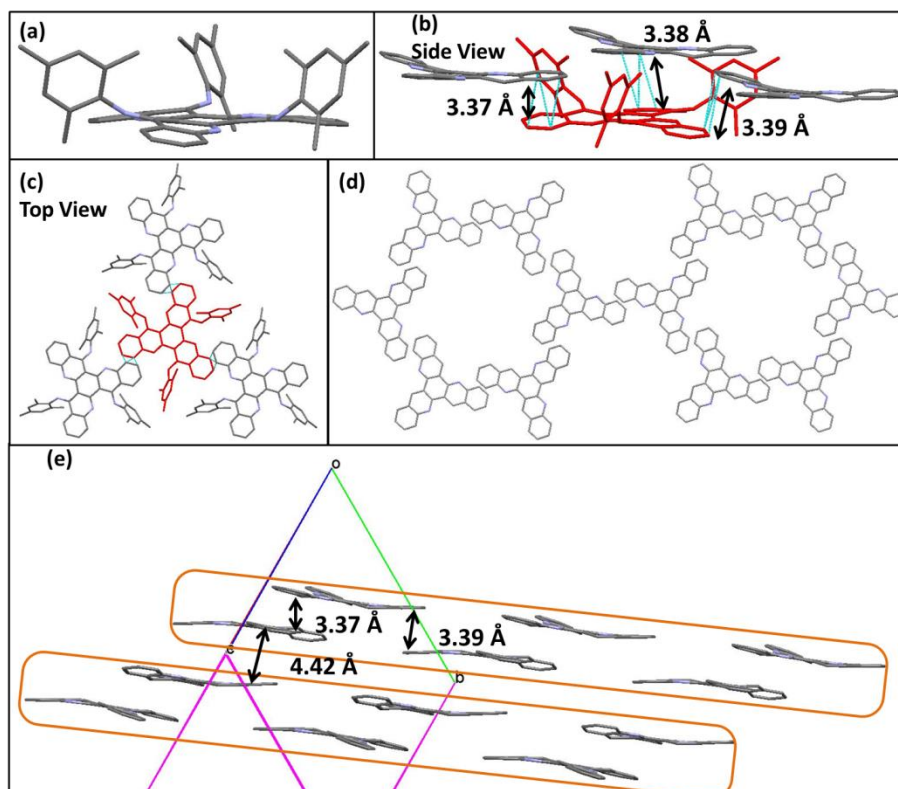 (a)
(b)
Side View
3.38 Å
3.37 Å
3.39 Å
(c)
Top View
(d)
(e)
o
3.37 Å
3.39 Å
c
4.42 Å
b